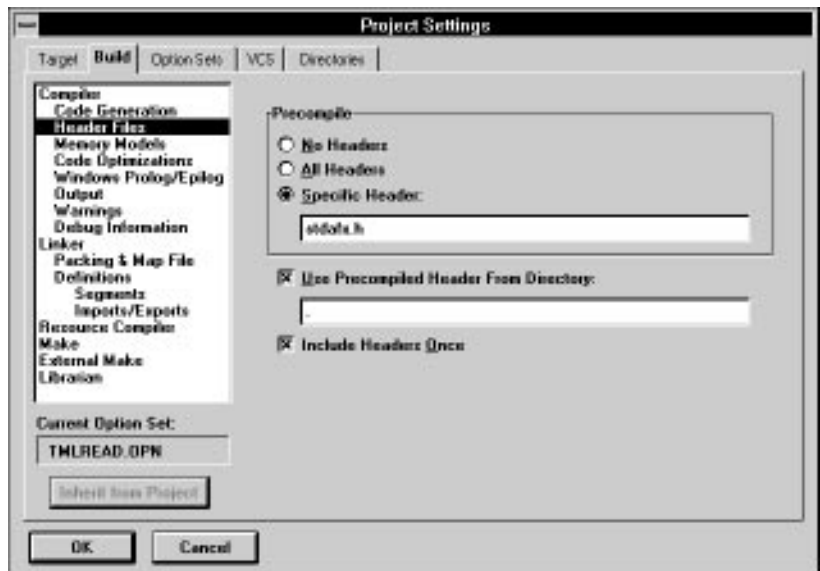 Project Settings
Target Build Option Sets VCS Directories
Compiler
Code Generation
Header Files
Memory Models
Code Optimizations
Windows Prolog/Epilog
Output
Warnings
Debug Information
Linker
Packing & Map File
Definitions
Segments
Imports/Exports
Resource Compiler
Make
External Make
Librarian
Current Option Set:
TMLREAD.OPN
Inherit from Project
Precompile
No Headers
All Headers
Specific Header:
stdafx.h
Use Precompiled Header From Directory:
.
Include Headers Once
OK Cancel